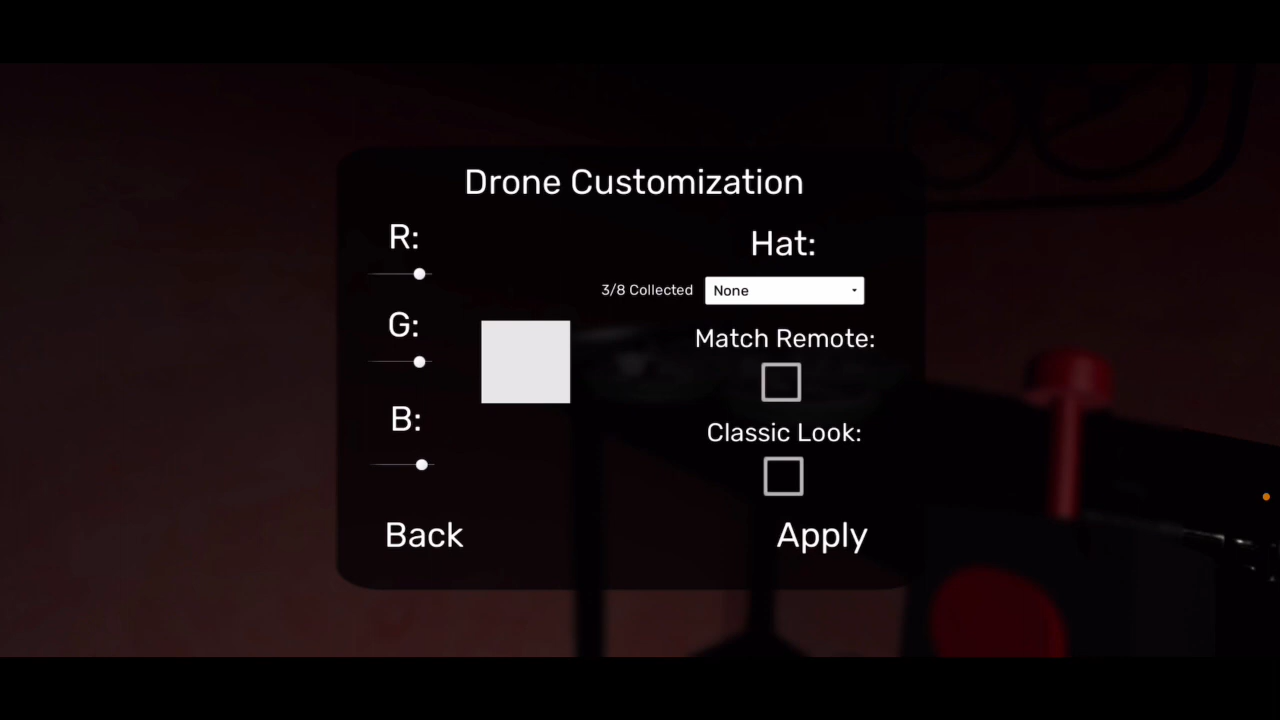 Drone Customization
R:
G:
B:
Hat:
3/8 Collected
None
Match Remote:
Classic Look:
Back
Apply